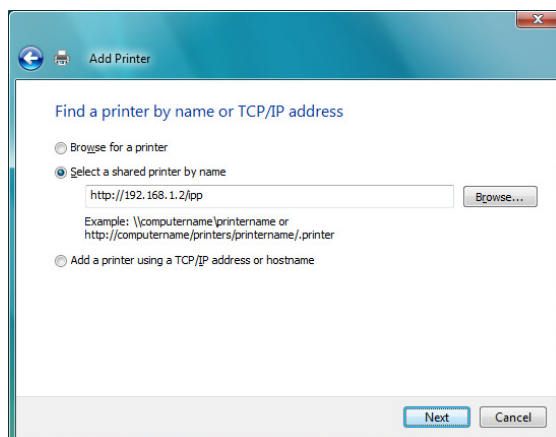 Add Printer
Find a printer by name or TCP/IP address
Browse for a printer
Select a shared printer by name
http://192.168.1.2/ipp
Browse...
Example: \\computername\printername or
http://computername/printers/printername/.printer
Add a printer using a TCP/IP address or hostname
Next
Cancel